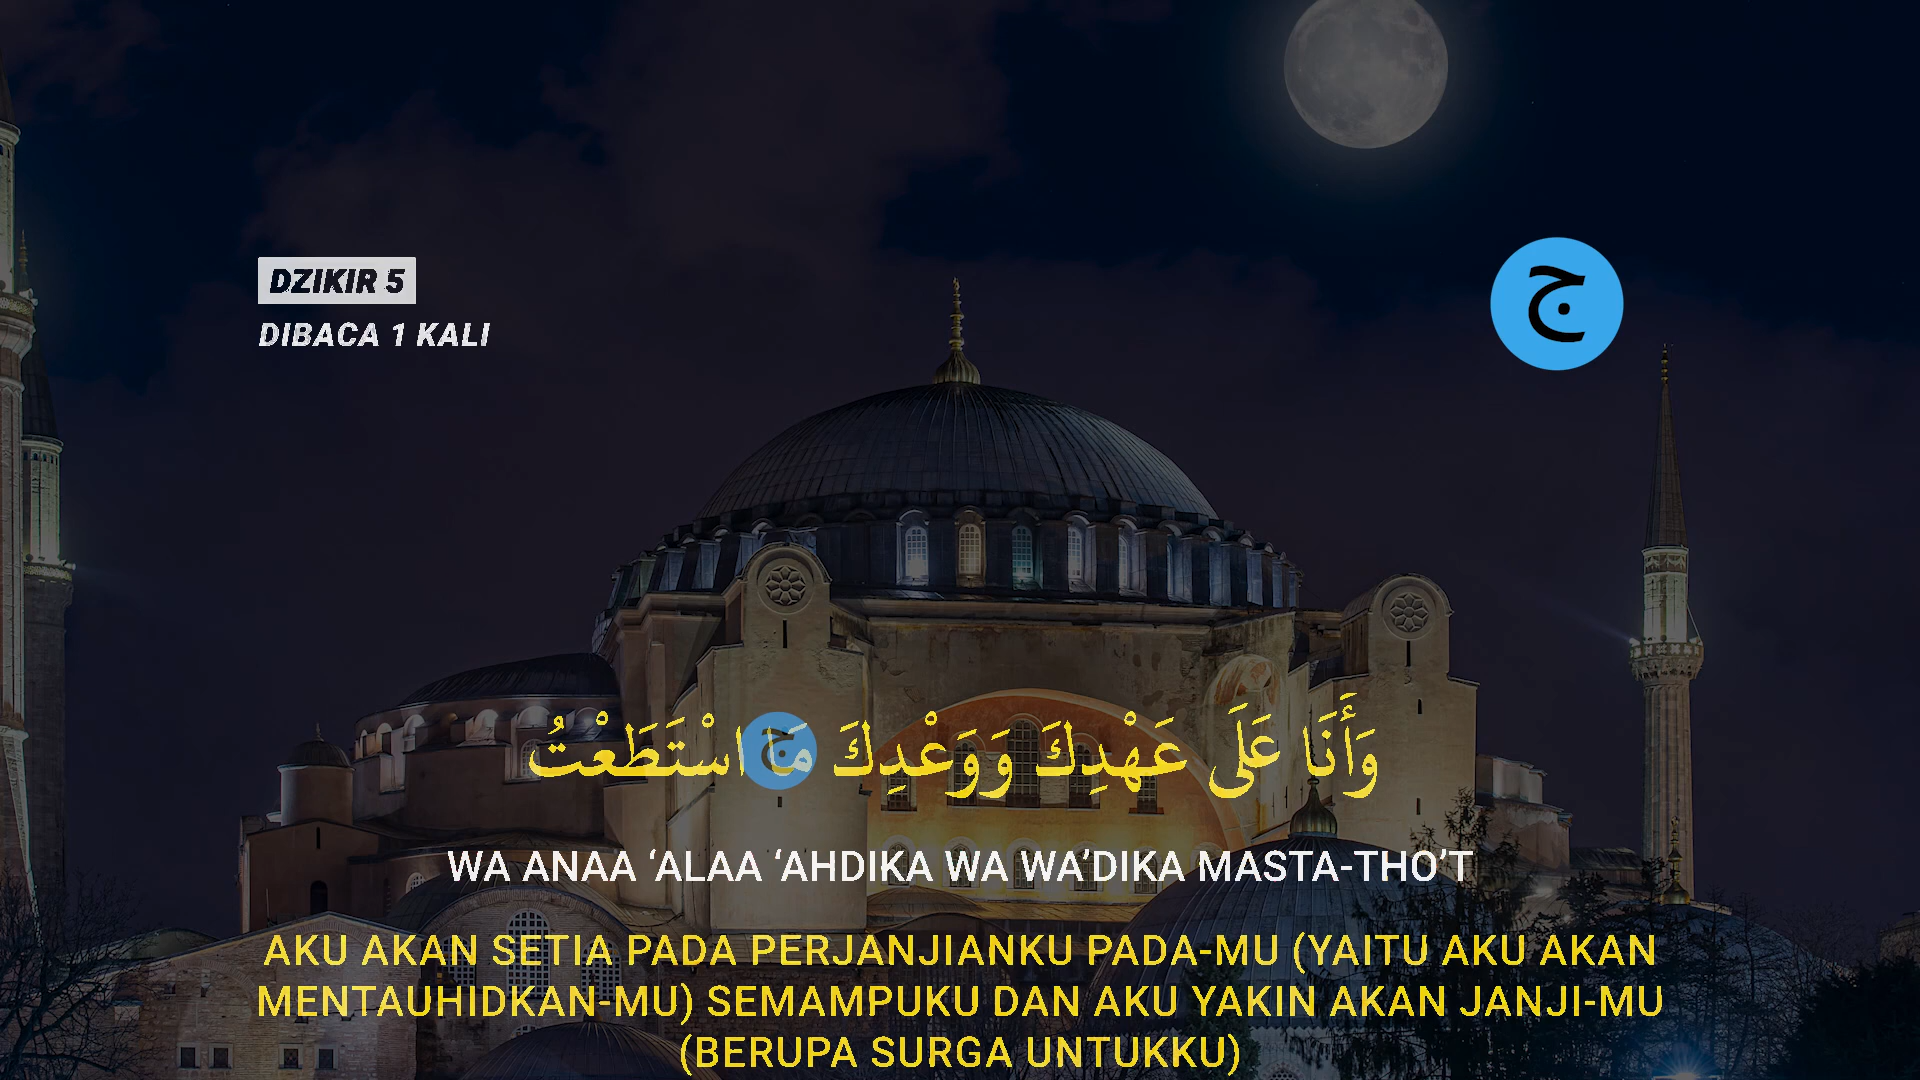 DZIKIR 5
DIBACA 1 KALI
ج
وَأَنَا عَلَى عَهْدِكَ وَوَعْدِكَ مَا اسْتَطَعْتُ
ج
WA ANAA ‘ALAA ‘AHDIKA WA WA’DIKA MASTA-THO’T
AKU AKAN SETIA PADA PERJANJIANKU PADA-MU (YAITU AKU AKAN
MENTAUHIDKAN-MU) SEMAMPUKU DAN AKU YAKIN AKAN JANJI-MU
(BERUPA SURGA UNTUKKU)